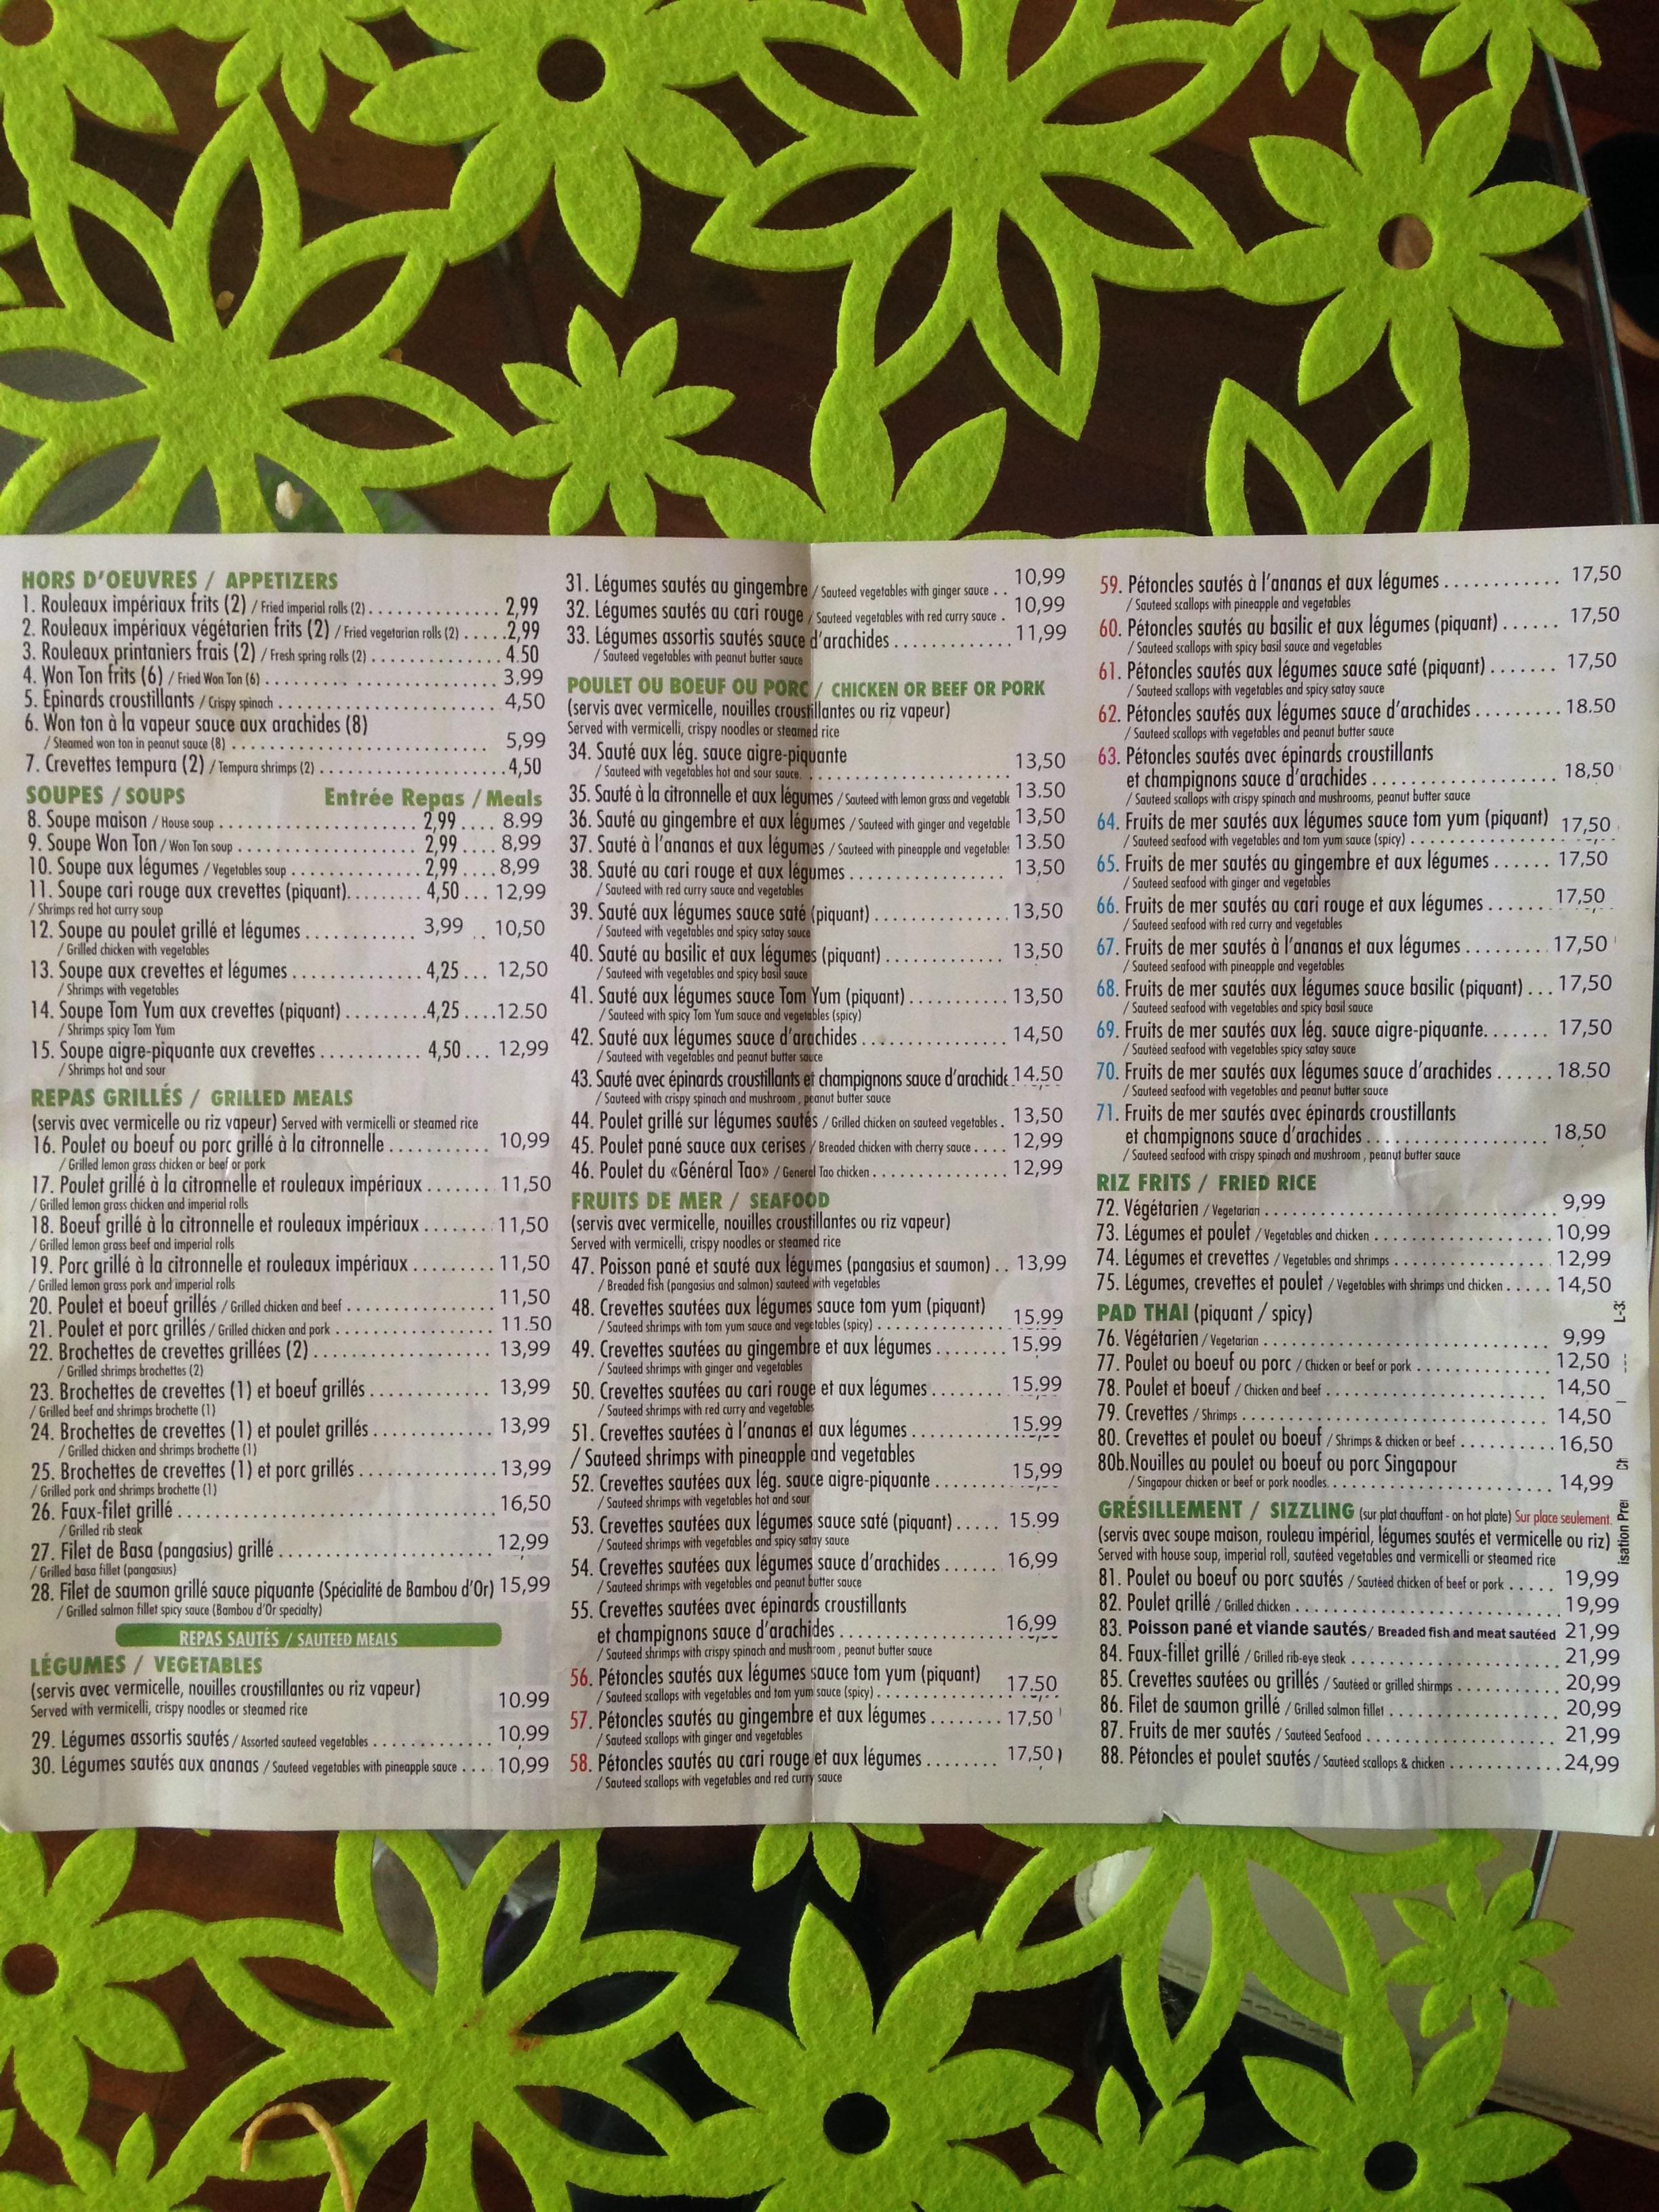 HORS D'OEUVRES / APPETIZERS
1. Rouleaux impériaux frits (2) / Fried imperial rolls (2) . . . . . . . . . . . . . . . 2,99
2. Rouleaux impériaux végétarien frits (2) / Fried vegetarian rolls (2) . . . . . 2,99
3. Rouleaux printaniers frais (2) / Fresh spring rolls (2) . . . . . . . . . . . . . . . 4.50
4. Won Ton frits (6) / Fried Won Ton (6) . . . . . . . . . . . . . . . 3.99
5. Épinards croustillants / Crispy spinach . . . . . . . . . . . . . . . 4,50
6. Won ton à la vapeur sauce aux arachides (8)
/ Steamed won ton in peanut sauce (8) . . . . . . . . . . . . . . . 5,99
7. Crevettes tempura (2) / Tempura shrimps (2) . . . . . . . . . . . . . . . 4,50
SOUPES / SOUPS Entrée Repas / Meals
8. Soupe maison / House soup . . . . . . . . . . 2,99 . . . . 8.99
9. Soupe Won Ton / Won Ton soup . . . . . . . . . . 2,99 . . . . 8,99
10. Soupe aux légumes / Vegetables soup . . . . . . . . . . 2,99 . . . . 8,99
11. Soupe cari rouge aux crevettes (piquant). . . . . . . . . 4,50 . . . 12,99
/ Shrimps red hot curry soup
12. Soupe au poulet grillé et légumes . . . . . . . . . . 3,99 . . 10,50
/ Grilled chicken with vegetables
13. Soupe aux crevettes et légumes . . . . . . . . . . 4,25 . . . 12,50
/ Shrimps with vegetables
14. Soupe Tom Yum aux crevettes (piquant) . . . . . . . . .4,25 . . . .12.50
/ Shrimps spicy Tom Yum
15. Soupe aigre-piquante aux crevettes . . . . . . . . . . 4,50 . . . 12,99
/ Shrimps hot and sour
REPAS GRILLÉS / GRILLED MEALS
(servis avec vermicelle ou riz vapeur) Served with vermicelli or steamed rice
16. Poulet ou boeuf ou porc grillé à la citronnelle . . . . . . . . . . . 10,99
/ Grilled lemon grass chicken or beef or pork
17. Poulet grillé à la citronnelle et rouleaux impériaux . . . . . . . 11,50
/ Grilled lemon grass chicken and imperial rolls
18. Boeuf grillé à la citronnelle et rouleaux impériaux . . . . . . . 11,50
/ Grilled lemon grass beef and imperial rolls
19. Porc grillé à la citronnelle et rouleaux impériaux . . . . . . . . . 11,50
/ Grilled lemon grass pork and imperial rolls
20. Poulet et boeuf grillés / Grilled chicken and beef . . . . . . . . . . 11,50
21. Poulet et porc grillés / Grilled chicken and pork . . . . . . . . . . 11.50
22. Brochettes de crevettes grillées (2) . . . . . . . . . . 13,99
/ Grilled shrimps brochettes (2)
23. Brochettes de crevettes (1) et boeuf grillés . . . . . . . . . . 13,99
/ Grilled beef and shrimps brochette (1)
24. Brochettes de crevettes (1) et poulet grillés . . . . . . . . . . 13,99
/ Grilled chicken and shrimps brochette (1)
25. Brochettes de crevettes (1) et porc grillés . . . . . . . . . . 13,99
/ Grilled pork and shrimps brochette (1)
26. Faux-filet grillé . . . . . . . . . . 16,50
/ Grilled rib steak
27. Filet de Basa (pangasius) grillé . . . . . . . . . . 12,99
/ Grilled basa fillet (pangasius)
28. Filet de saumon grillé sauce piquante (Spécialité de Bambou d'Or) 15,99
/ Grilled salmon fillet spicy sauce (Bambou d'Or specialty)
REPAS SAUTÉS / SAUTEED MEALS
LÉGUMES / VEGETABLES
(servis avec vermicelle, nouilles croustillantes ou riz vapeur)
Served with vermicelli, crispy noodles or steamed rice 10.99
29. Légumes assortis sautés / Assorted sauteed vegetables . . . . . . . . . . 10.99
30. Légumes sautés aux ananas / Sauteed vegetables with pineapple sauce . . . . 10,99
31. Légumes sautés au gingembre / Sauteed vegetables with ginger sauce . . 10,99
32. Légumes sautés au cari rouge / Sauteed vegetables with red curry sauce . 10,99
33. Légumes assortis sautés sauce d'arachides . . . . . . . . . . 11,99
/ Sauteed vegetables with peanut butter sauce
POULET OU BOEUF OU PORC / CHICKEN OR BEEF OR PORK
(servis avec vermicelle, nouilles croustillantes ou riz vapeur)
Served with vermicelli, crispy noodles or steamed rice
34. Sauté aux lég. sauce aigre-piquante 13,50
/ Sauteed with vegetables hot and sour sauce. . . . . . . . . .
35. Sauté à la citronnelle et aux légumes / Sauteed with lemon grass and vegetabl 13.50
36. Sauté au gingembre et aux légumes / Sauteed with ginger and vegetable 13,50
37. Sauté à l'ananas et aux légumes / Sauteed with pineapple and vegetables 13.50
38. Sauté au cari rouge et aux légumes . . . . . . . . . . 13,50
/ Sauteed with red curry sauce and vegetables
39. Sauté aux légumes sauce saté (piquant) . . . . . . . . . . 13,50
/ Sauteed with vegetables and spicy satay sauce
40. Sauté au basilic et aux légumes (piquant) . . . . . . . . . . 13,50
/ Sauteed with vegetables and spicy basil sauce
41. Sauté aux légumes sauce Tom Yum (piquant) . . . . . . . . . . 13,50
/ Sauteed with spicy Tom Yum sauce and vegetables (spicy)
42. Sauté aux légumes sauce d'arachides . . . . . . . . . . 14,50
/ Sauteed with vegetables and peanut butter sauce
43. Sauté avec épinards croustillants et champignons sauce d'arachide 14.50
/ Sauteed with crispy spinach and mushroom , peanut butter sauce
44. Poulet grillé sur légumes sautés / Grilled chicken on sauteed vegetables . 13,50
45. Poulet pané sauce aux cerises / Breaded chicken with cherry sauce . . . . 12,99
46. Poulet du «Général Tao» / General Tao chicken . . . . . . . . . . 12,99
FRUITS DE MER / SEAFOOD
(servis avec vermicelle, nouilles croustillantes ou riz vapeur)
Served with vermicelli, crispy noodles or steamed rice
47. Poisson pané et sauté aux légumes (pangasius et saumon) . . 13,99
/ Breaded fish (pangasius and salmon) sauteed with vegetables
48. Crevettes sautées aux légumes sauce tom yum (piquant) 15.99
/ Sauteed shrimps with tom yum sauce and vegetables (spicy) . . . . . . . . . .
49. Crevettes sautées au gingembre et aux légumes . . . . . . . . . 15.99
/ Sauteed shrimps with ginger and vegetables
50. Crevettes sautées au cari rouge et aux légumes . . . . . . . . . 15,99
/ Sauteed shrimps with red curry and vegetables
51. Crevettes sautées à l'ananas et aux légumes . . . . . . . . . . 15.99
/ Sauteed shrimps with pineapple and vegetables
52. Crevettes sautées aux lég. sauce aigre-piquante . . . . . . . . . 15,99
/ Sauteed shrimps with vegetables hot and sour
53. Crevettes sautées aux légumes sauce saté (piquant) . . . . . 15.99
/ Sauteed shrimps with vegetables and spicy satay sauce
54. Crevettes sautées aux légumes sauce d'arachides . . . . . . 16,99
/ Sauteed shrimps with vegetables and peanut butter sauce
55. Crevettes sautées avec épinards croustillants
et champignons sauce d'arachides . . . . . . . . . . 16,99
/ Sauteed shrimps with crispy spinach and mushroom , peanut butter sauce
56. Pétoncles sautés aux légumes sauce tom yum (piquant) 17.50
/ Sauteed scallops with vegetables and tom yum sauce (spicy) . . . . . . . . . .
57. Pétoncles sautés au gingembre et aux légumes . . . . . . . . 17,50
/ Sauteed scallops with ginger and vegetables
58. Pétoncles sautés au cari rouge et aux légumes . . . . . . . . . 17,50
/ Sauteed scallops with vegetables and red curry sauce
59. Pétoncles sautés à l'ananas et aux légumes . . . . . . . . . . 17,50
/ Sauteed scallops with pineapple and vegetables
60. Pétoncles sautés au basilic et aux légumes (piquant) . . . . . . 17,50
/ Sauteed scallops with spicy basil sauce and vegetables
61. Pétoncles sautés aux légumes sauce saté (piquant) . . . . . . . 17,50
/ Sauteed scallops with vegetables and spicy satay sauce
62. Pétoncles sautés aux légumes sauce d'arachides . . . . . . . . . 18.50
/ Sauteed scallops with vegetables and peanut butter sauce
63. Pétoncles sautés avec épinards croustillants
et champignons sauce d'arachides . . . . . . . . . . 18,50
/ Sauteed scallops with crispy spinach and mushrooms, peanut butter sauce
64. Fruits de mer sautés aux légumes sauce tom yum (piquant) 17,50
/ Sauteed seafood with vegetables and tom yum sauce (spicy) . . . . . . . . . .
65. Fruits de mer sautés au gingembre et aux légumes . . . . . . 17,50
/ Sauteed seafood with ginger and vegetables
66. Fruits de mer sautés au cari rouge et aux légumes . . . . . . 17,50
/ Sauteed seafood with red curry and vegetables
67. Fruits de mer sautés à l'ananas et aux légumes . . . . . . . . . 17,50
/ Sauteed seafood with pineapple and vegetables
68. Fruits de mer sautés aux légumes sauce basilic (piquant) . . . 17,50
/ Sauteed seafood with vegetables and spicy basil sauce
69. Fruits de mer sautés aux lég. sauce aigre-piquante. . . . . . . 17,50
/ Sautéed seafood with vegetables spicy satay sauce
70. Fruits de mer sautés aux légumes sauce d'arachides . . . . . . 18.50
/ Sauteed seafood with vegetables and peanut butter sauce
71. Fruits de mer sautés avec épinards croustillants
et champignons sauce d'arachides . . . . . . . . . . 18,50
/ Sauteed seafood with crispy spinach and mushroom , peanut butter sauce
RIZ FRITS / FRIED RICE
72. Végétarien / Vegetarian . . . . . . . . . . 9,99
73. Légumes et poulet / Vegetables and chicken . . . . . . . . . . 10,99
74. Légumes et crevettes / Vegetables and shrimps . . . . . . . . . . 12,99
75. Légumes, crevettes et poulet / Vegetables with shrimps and chicken . . . . . 14,50
PAD THAI (piquant / spicy)
76. Végétarien / Vegetarian . . . . . . . . . . 9,99
77. Poulet ou boeuf ou porc / Chicken or beef or pork . . . . . . . . . . 12,50
78. Poulet et boeuf / Chicken and beef . . . . . . . . . . 14,50
79. Crevettes / Shrimps . . . . . . . . . . 14,50
80. Crevettes et poulet ou boeuf / Shrimps & chicken or beef . . . . . . . . . . 16,50
80b.Nouilles au poulet ou boeuf ou porc Singapour
/ Singapour chicken or beef or pork noodles. . . . . . . . . . 14,99
GRÉSILLEMENT / SIZZLING (sur plat chauffant - on hot plate) Sur place seulement.
(servis avec soupe maison, rouleau impérial, légumes sautés et vermicelle ou riz)
Served with house soup, imperial roll, sautéed vegetables and vermicelli or steamed rice
81. Poulet ou boeuf ou porc sautés / Sautéed chicken of beef or pork . . . . . 19,99
82. Poulet grillé / Grilled chicken . . . . . . . . . . 19,99
83. Poisson pané et viande sautés/ Breaded fish and meat sautéed 21,99
84. Faux-fillet grillé / Grilled rib-eye steak . . . . . . . . . . 21,99
85. Crevettes sautées ou grillés / Sautéed or grilled shirmps . . . . . . . . . . 20,99
86. Filet de saumon grillé / Grilled salmon fillet . . . . . . . . . . 20,99
87. Fruits de mer sautés / Sautéed Seafood . . . . . . . . . . 21,99
88. Pétoncles et poulet sautés / Sautéed scallops & chicken . . . . . . . . . . 24,99